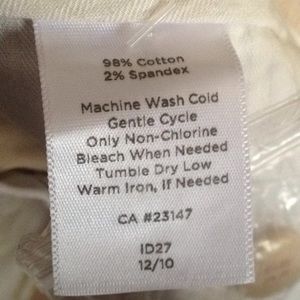 98% Cotton
2% Spandex
Machine Wash Cold
Gentle Cycle
Only Non-Chlorine
Bleach When Needed
Tumble Dry Low
Warm Iron, if Needed
CA #23147
ID27
12/10